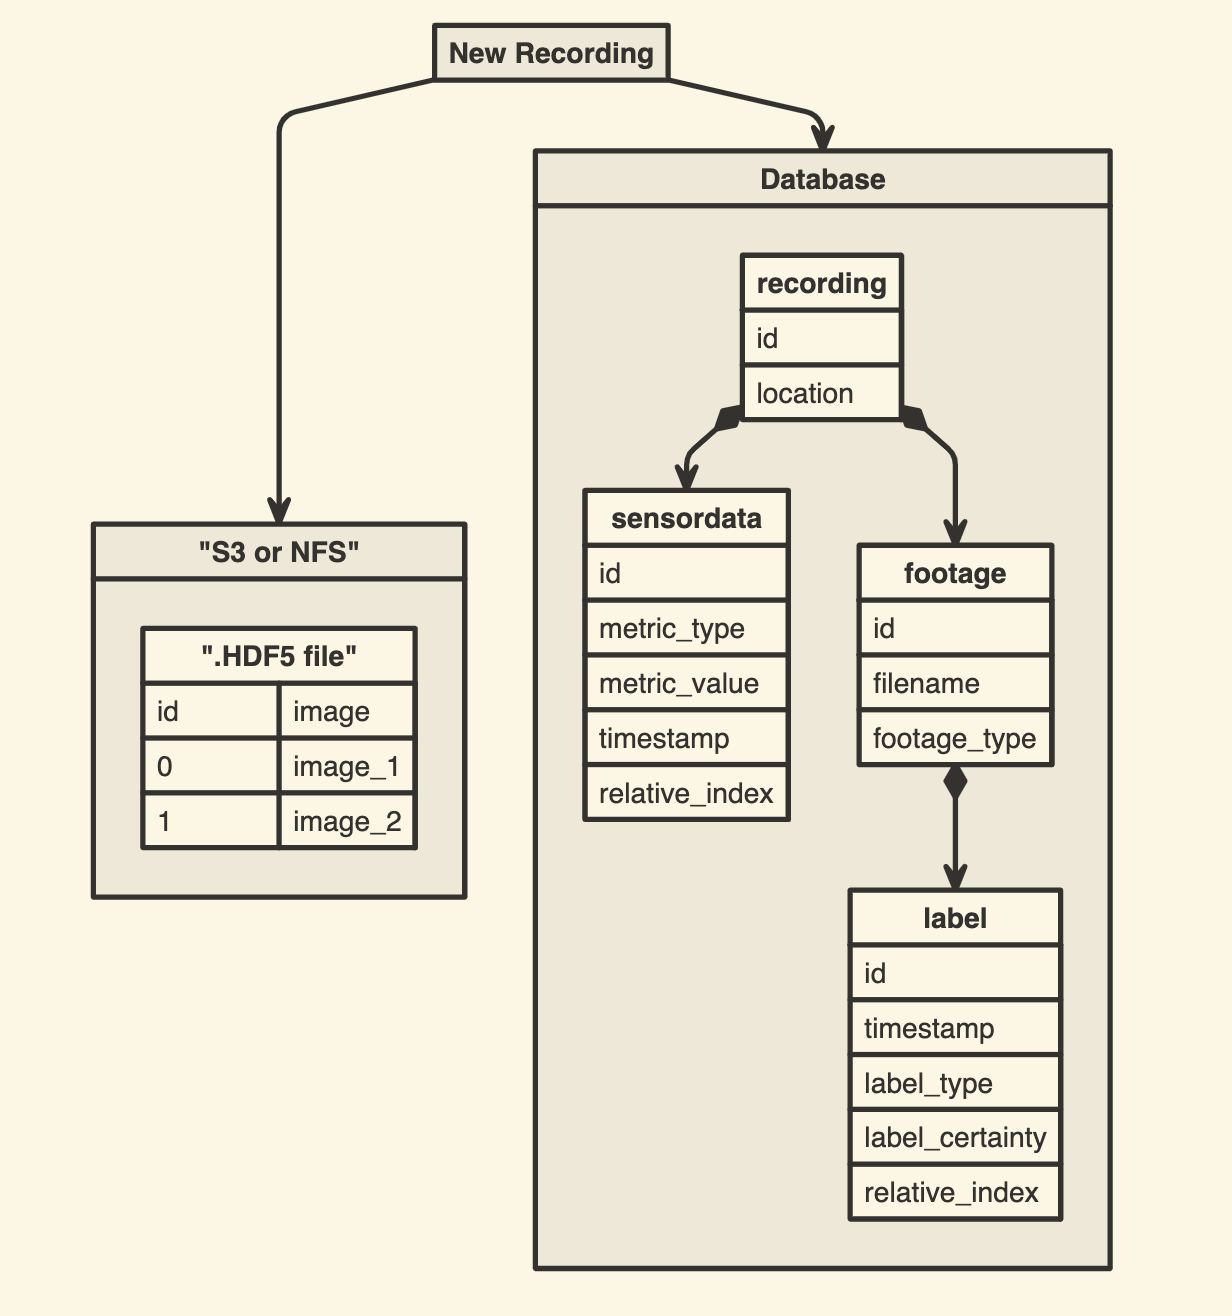 New Recording
Database
recording
id
location
sensordata
id
metric_type
metric_value
timestamp
relative_index
footage
id
filename
footage_type
label
id
timestamp
label_type
label_certainty
relative_index
"S3 or NFS"
".HDF5 file"
id image
0 image_1
1 image_2